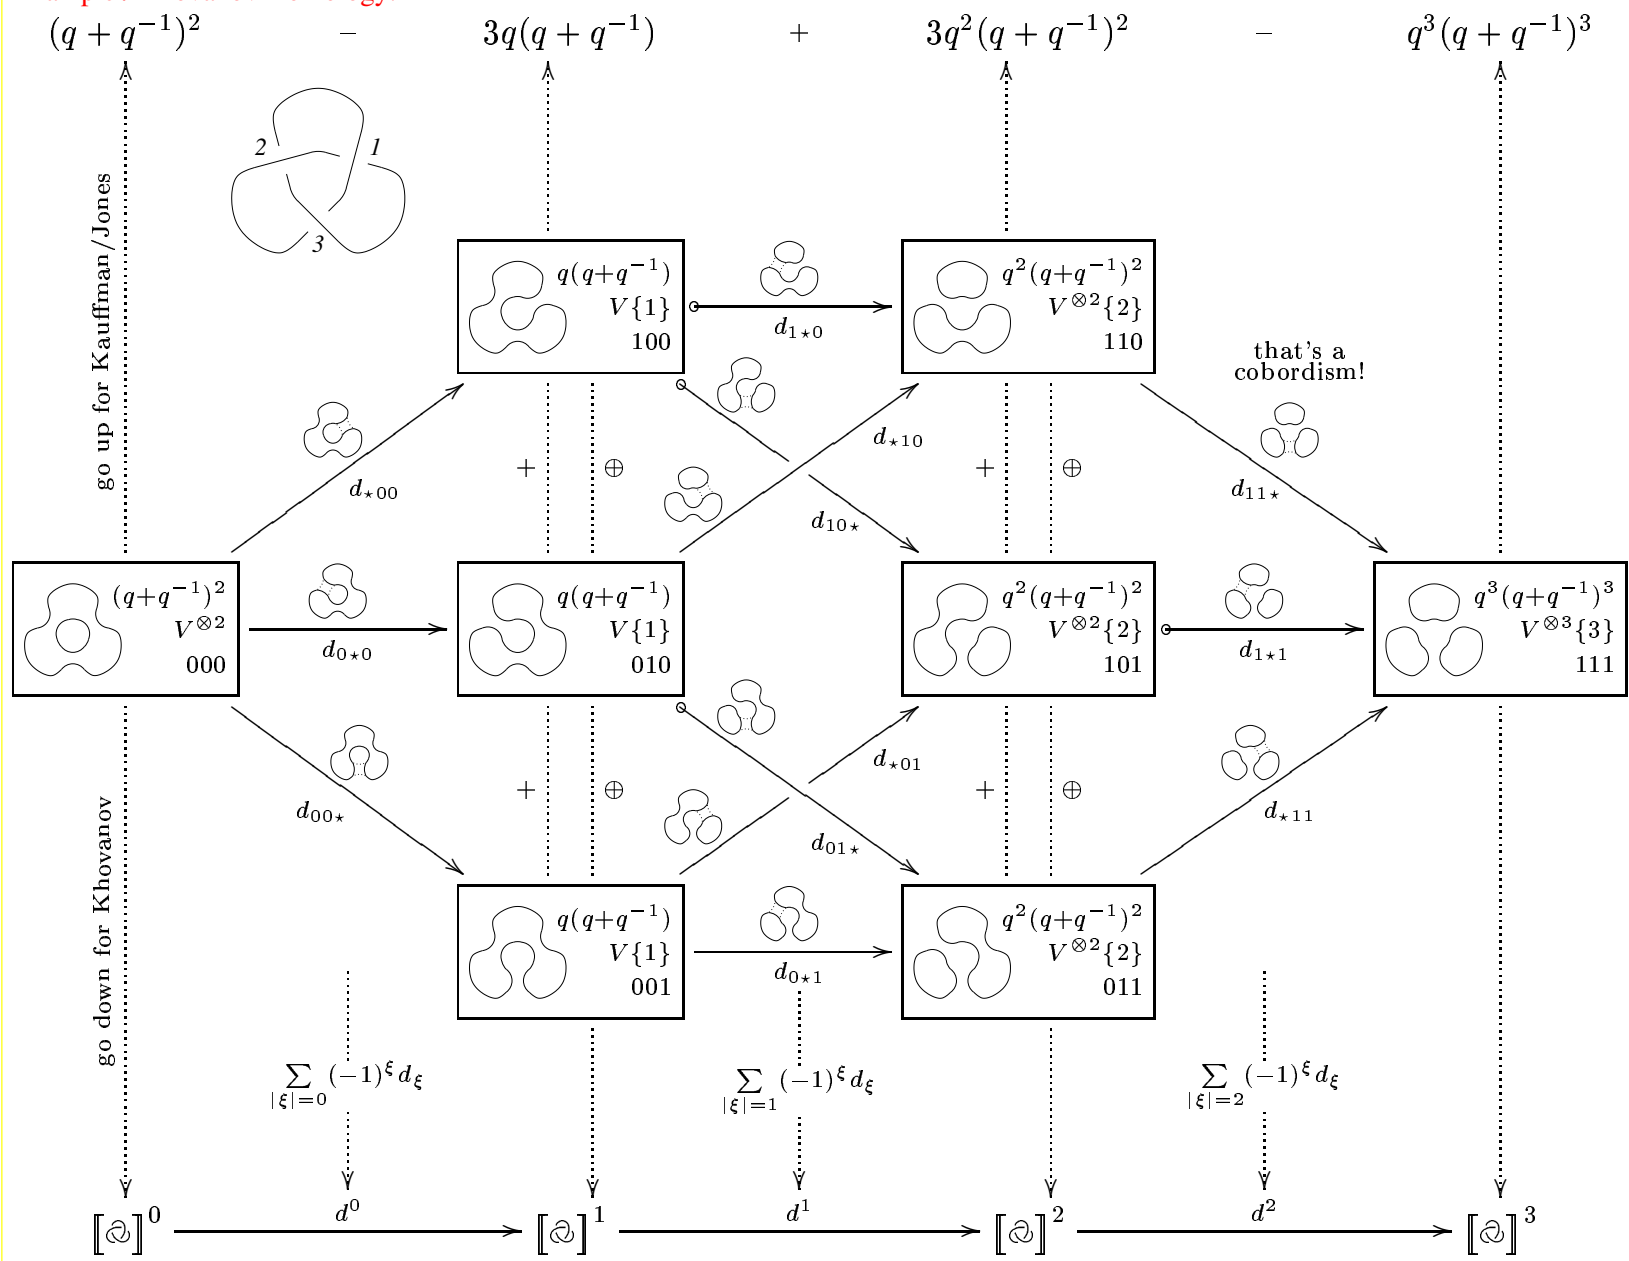 (q + q⁻¹)² − 3q(q + q⁻¹) + 3q²(q + q⁻¹)² − q³(q + q⁻¹)³
2 1
3
go up for Kauffman/Jones
q(q+q⁻¹)
V{1}
100
d₁⋆₀
q²(q+q⁻¹)²
V^{⊗2}{2}
110
that's a
cobordism!
d⋆₀₀
+ ⊕
d⋆₁₀
d₁₀⋆
+ ⊕
d₁₁⋆
(q+q⁻¹)²
V^{⊗2}
000
d₀⋆₀
q(q+q⁻¹)
V{1}
010
q²(q+q⁻¹)²
V^{⊗2}{2}
101
d₁⋆₁
q³(q+q⁻¹)³
V^{⊗3}{3}
111
d₀₀⋆
+ ⊕
d⋆₀₁
d₀₁⋆
+ ⊕
d⋆₁₁
go down for Khovanov
q(q+q⁻¹)
V{1}
001
d₀⋆₁
q²(q+q⁻¹)²
V^{⊗2}{2}
011
∑_{|ξ|=0} (−1)^ξ d_ξ
∑_{|ξ|=1} (−1)^ξ d_ξ
∑_{|ξ|=2} (−1)^ξ d_ξ
⟦ ⟧⁰ d⁰ ⟦ ⟧¹ d¹ ⟦ ⟧² d² ⟦ ⟧³